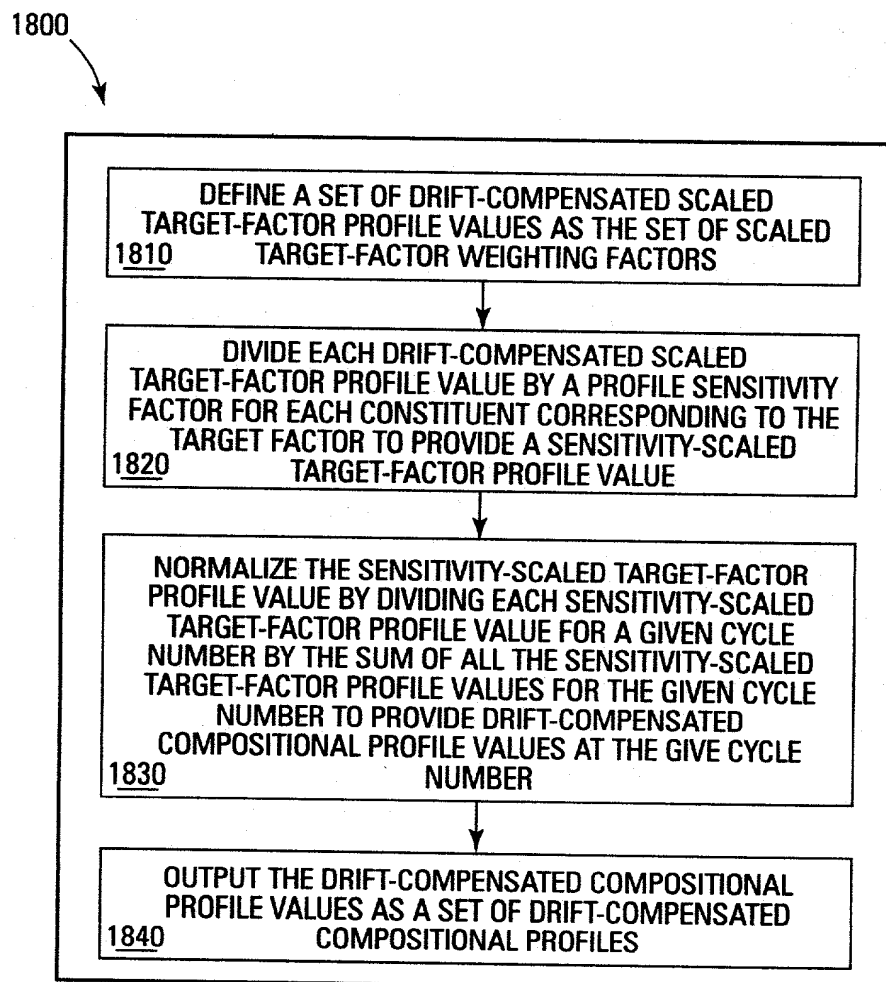 1800
DEFINE A SET OF DRIFT-COMPENSATED SCALED
TARGET-FACTOR PROFILE VALUES AS THE SET OF SCALED
1810 TARGET-FACTOR WEIGHTING FACTORS
DIVIDE EACH DRIFT-COMPENSATED SCALED
TARGET-FACTOR PROFILE VALUE BY A PROFILE SENSITIVITY
FACTOR FOR EACH CONSTITUENT CORRESPONDING TO THE
TARGET FACTOR TO PROVIDE A SENSITIVITY-SCALED
1820 TARGET-FACTOR PROFILE VALUE
NORMALIZE THE SENSITIVITY-SCALED TARGET-FACTOR
PROFILE VALUE BY DIVIDING EACH SENSITIVITY-SCALED
TARGET-FACTOR PROFILE VALUE FOR A GIVEN CYCLE
NUMBER BY THE SUM OF ALL THE SENSITIVITY-SCALED
TARGET-FACTOR PROFILE VALUES FOR THE GIVEN CYCLE
NUMBER TO PROVIDE DRIFT-COMPENSATED
COMPOSITIONAL PROFILE VALUES AT THE GIVE CYCLE
1830 NUMBER
OUTPUT THE DRIFT-COMPENSATED COMPOSITIONAL
PROFILE VALUES AS A SET OF DRIFT-COMPENSATED
1840 COMPOSITIONAL PROFILES